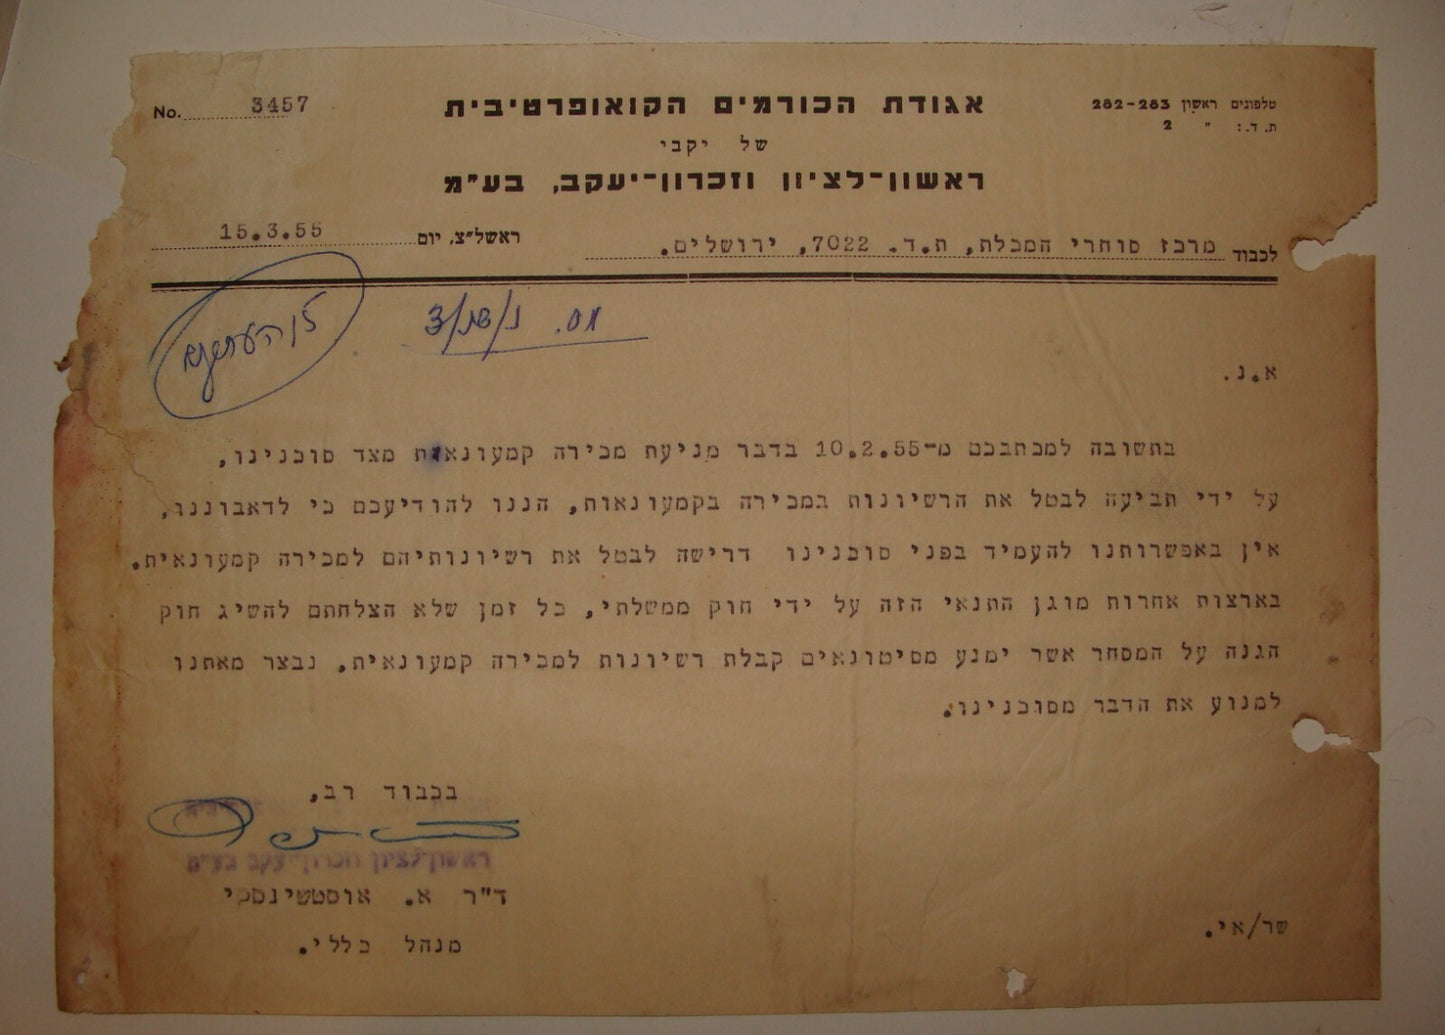 No. 3457
אגודת הכורמים הקואופרטיבית
טלפונים ראשון 282-283
ת. ד.: " 2
של יקבי
ראשון-לציון וזכרון-יעקב, בע"מ
ראשל"צ, יום 15.3.55
לכבוד מרכז סוחרי המכלת, ת.ד. 7022, ירושלים.
א.נ.
בתשובה למכתבכם מ-10.2.55 בדבר מניעת מכירה קמעונאית מצד סוכנינו,
על ידי תביעה לבטל את הרשיונות במכירה בקמעונאות, הננו להודיעכם כי לדאבוננו,
אין באפשרותנו להעמיד בפני סוכנינו דרישה לבטל את רשיונותיהם למכירה קמעונאית.
בארצות אחרות מוגן התנאי הזה על ידי חוק ממשלתי, כל זמן שלא הצלחתם להשיג חוק
הגנה על המסחר אשר ימנע מסיטונאים קבלת רשיונות למכירה קמעונאית, נבצר מאתנו
למנוע את הדבר מסוכנינו.
בכבוד רב,
ראשון לציון וזכרון יעקב בע"מ
ד"ר א. אוסטשינסקי
מנהל כללי.
שר/אי.